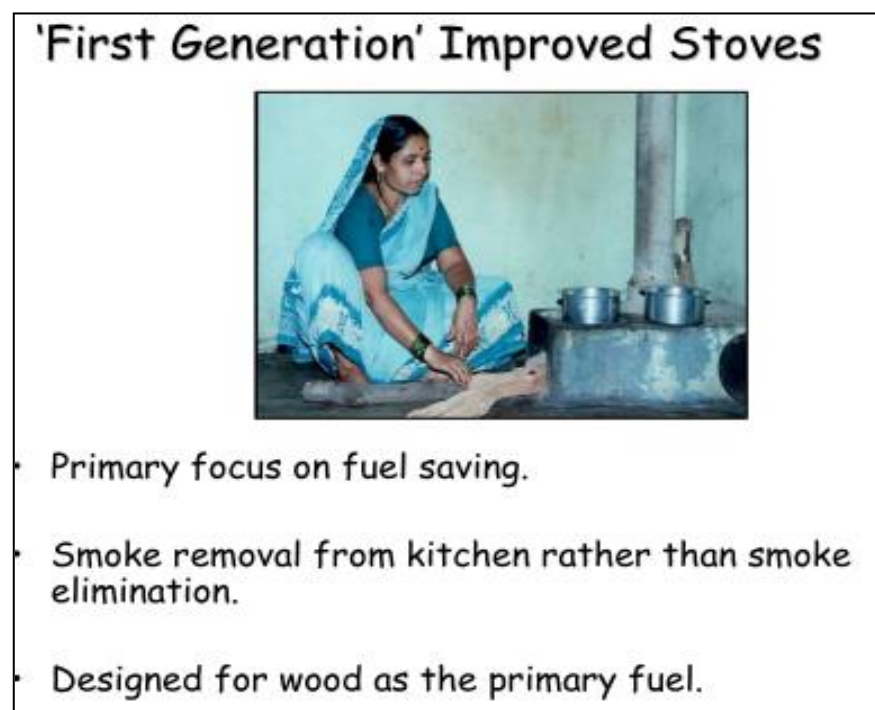 ‘First Generation’ Improved Stoves
• Primary focus on fuel saving.
• Smoke removal from kitchen rather than smoke
elimination.
• Designed for wood as the primary fuel.